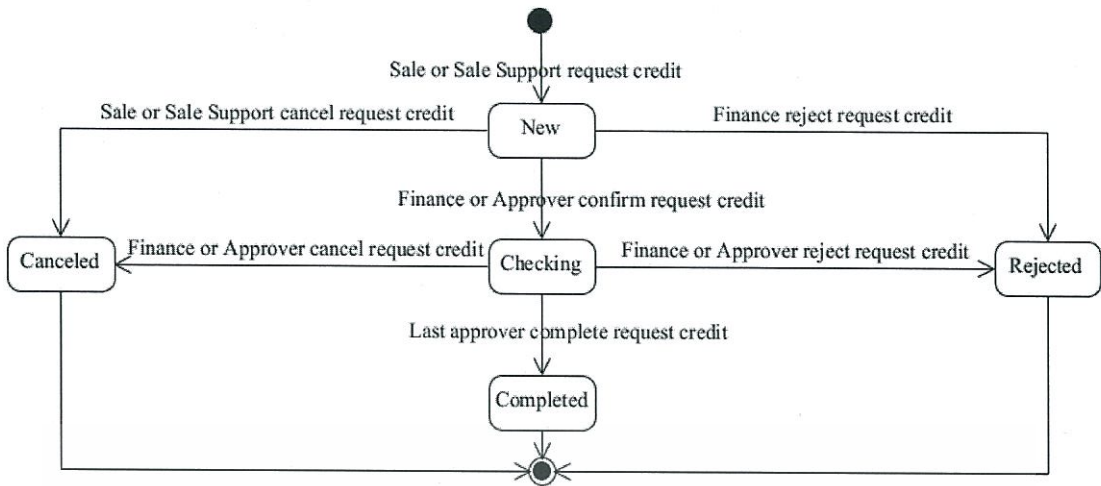 Sale or Sale Support request credit
Sale or Sale Support cancel request credit
New
Finance reject request credit
Finance or Approver confirm request credit
Canceled
Finance or Approver cancel request credit
Checking
Finance or Approver reject request credit
Rejected
Last approver complete request credit
Completed